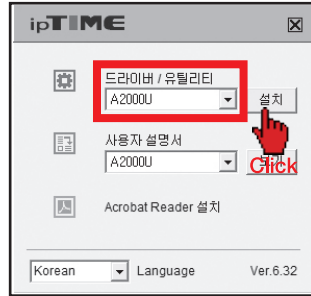 ipTIME
드라이버 / 유틸리티
A2000U
설치
사용자 설명서
A2000U
Click
Acrobat Reader 설치
Korean
Language
Ver.6.32